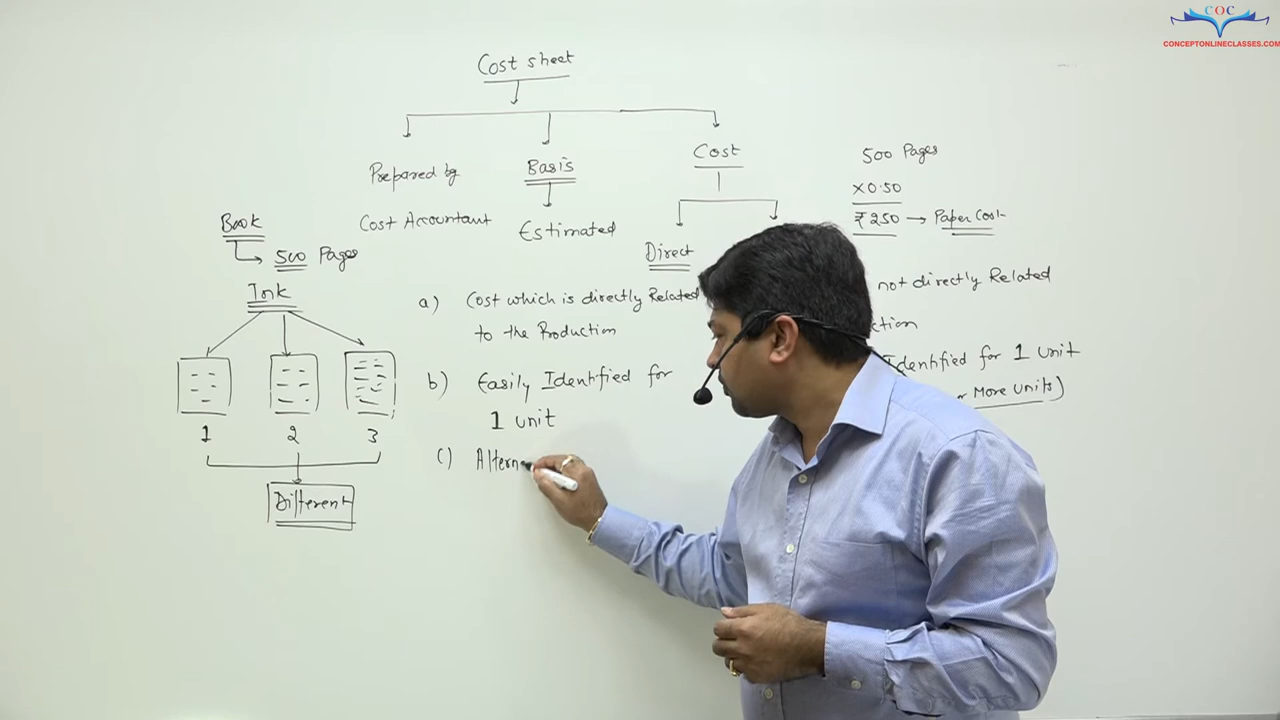 COC
CONCEPTONLINECLASSES.COM
Cost sheet
Prepared by
Cost Accountant
Basis
Estimated
Cost
Direct
500 Pages
×0.50
₹250 → Paper Cost
Book
500 Pages
Ink
1 2 3
Different
a) Cost which is directly Related
to the Production
b) Easily Identified for
1 unit
c) Altern
not directly Related
Identified for 1 unit
More units)